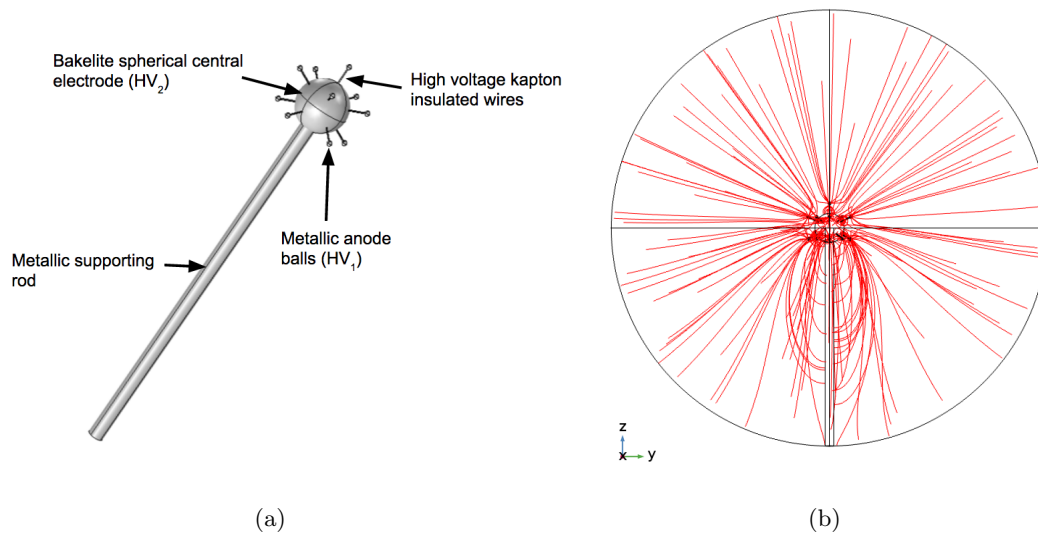 Bakelite spherical central
electrode (HV2)
High voltage kapton
insulated wires
Metallic anode
balls (HV1)
Metallic supporting
rod
z
x
y
(a)
(b)